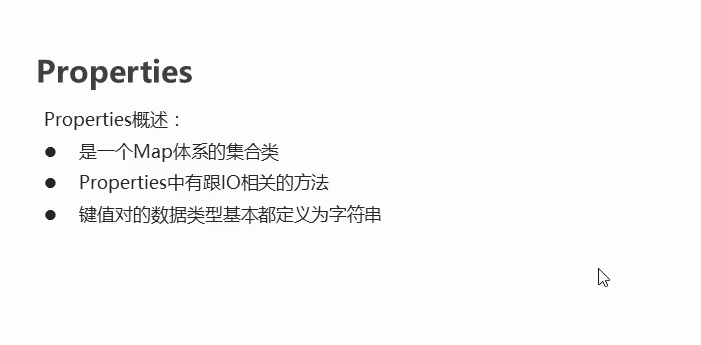 Properties
Properties概述：
● 是一个Map体系的集合类
● Properties中有跟IO相关的方法
● 键值对的数据类型基本都定义为字符串